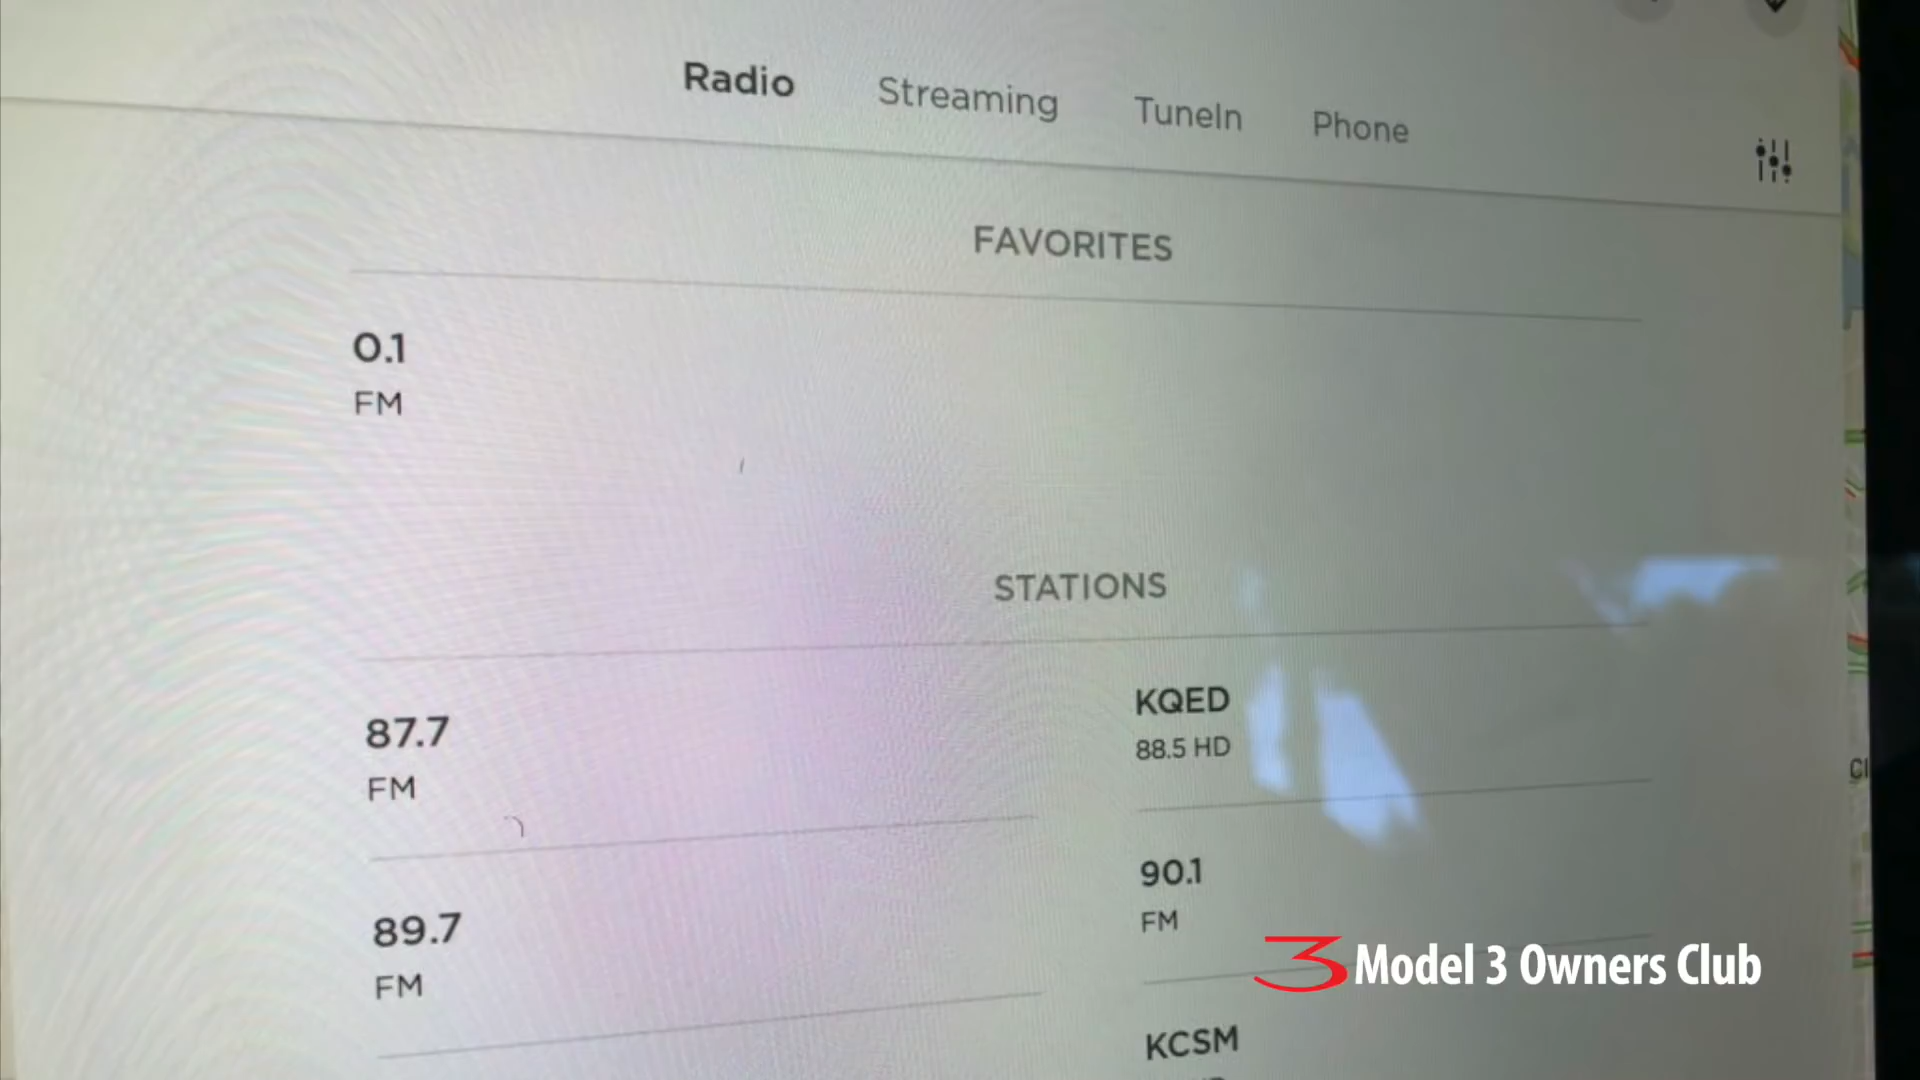 Radio Streaming TuneIn Phone
FAVORITES
0.1
FM
STATIONS
87.7
FM
KQED
88.5 HD
89.7
FM
90.1
FM
KCSM
3 Model 3 Owners Club